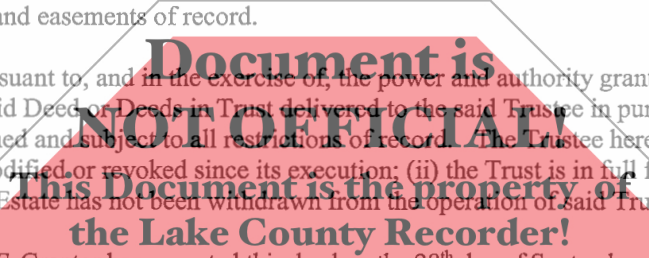 and easements of record.
Document is
suant to, and in the exercise of, the power and authority gran
id Deed or Deeds in Trust delivered to the said Trustee in pur
NOT OFFICIAL!
ed and subject to all restrictions of record. The Trustee here
dified or revoked since its execution; (ii) the Trust is in full f
This Document is the property of
Estate has not been withdrawn from the operation of said Tru
the Lake County Recorder!